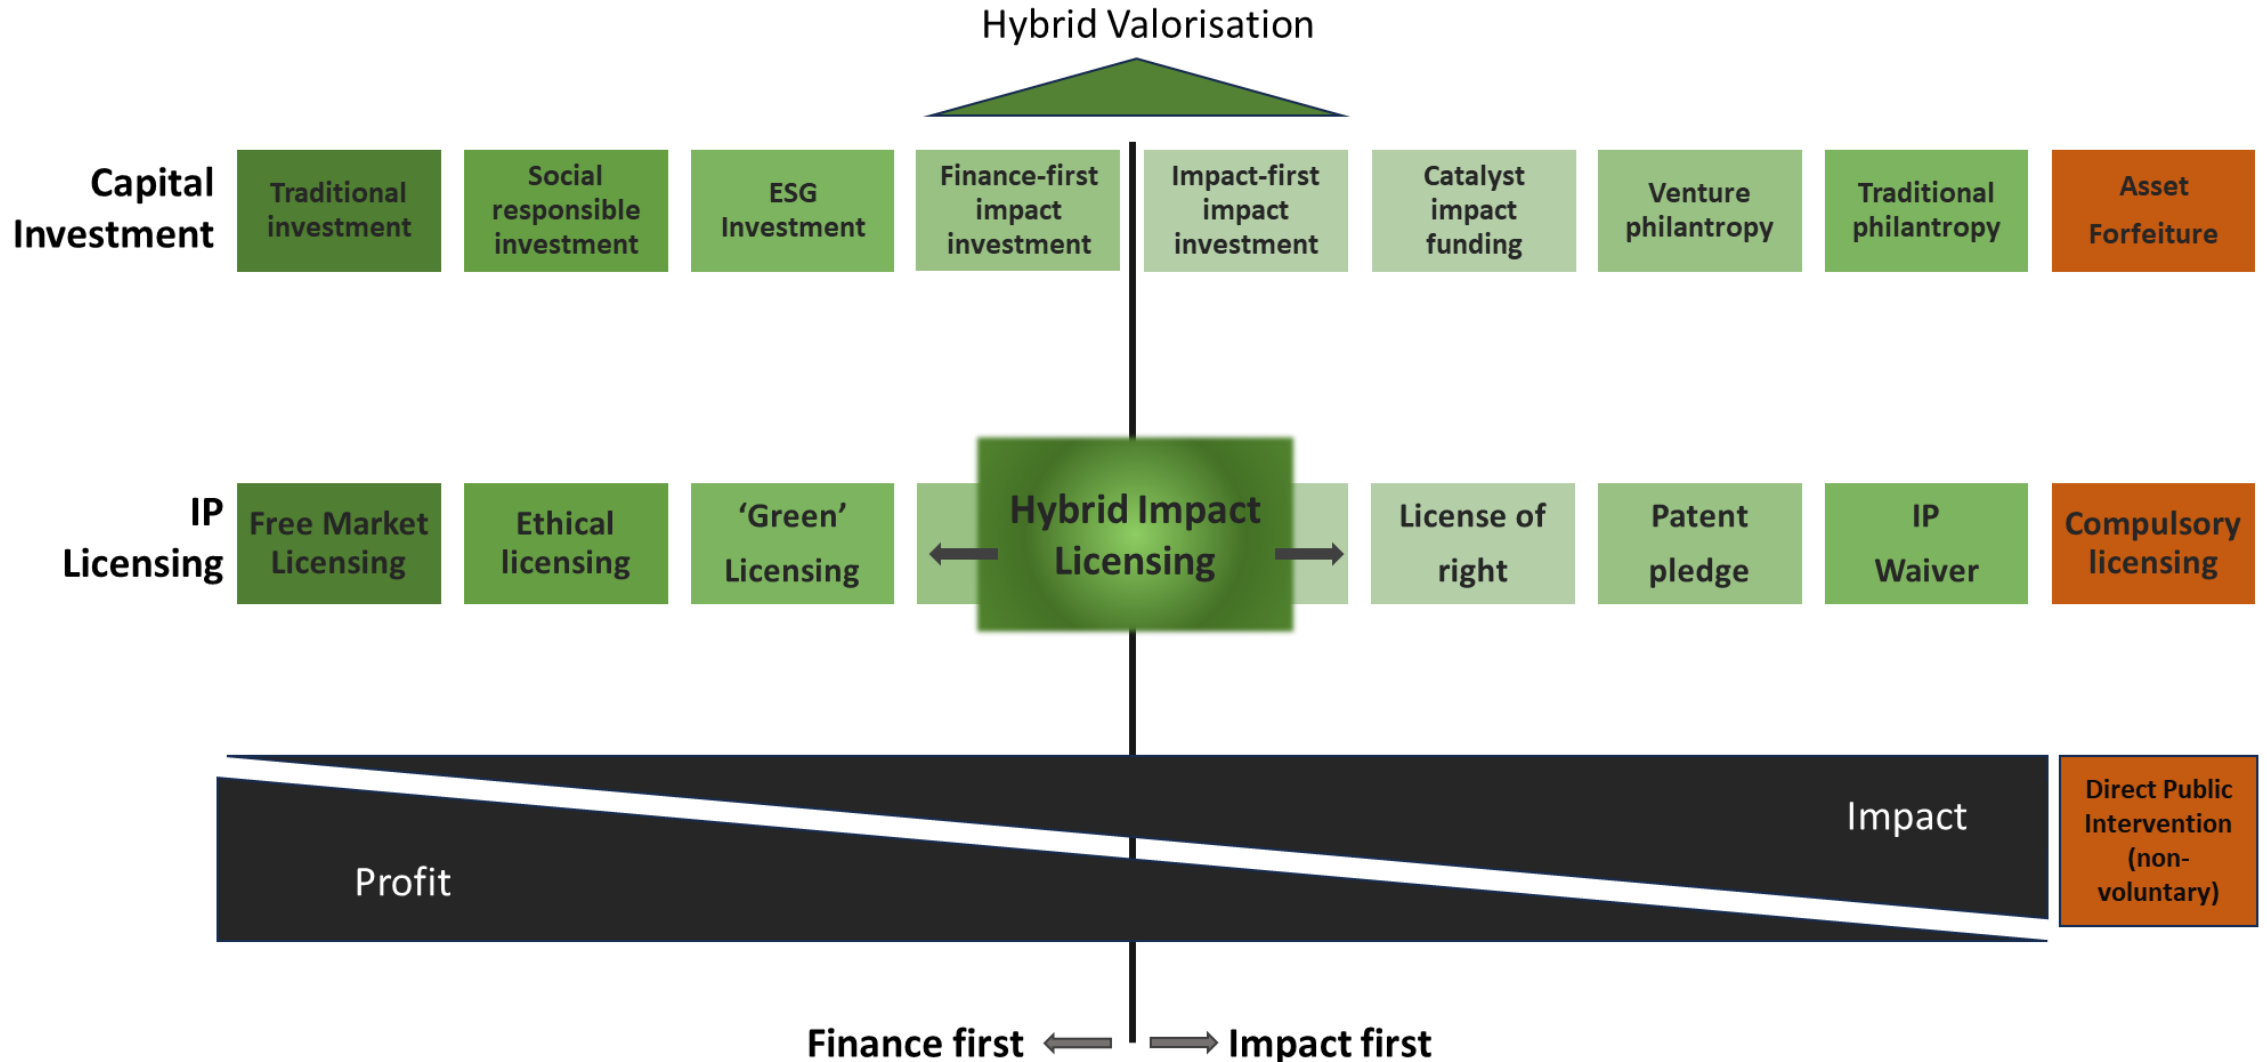 Hybrid Valorisation
Capital
Investment
Traditional
investment
Social
responsible
investment
ESG
Investment
Finance-first
impact
investment
Impact-first
impact
investment
Catalyst
impact
funding
Venture
philanthropy
Traditional
philanthropy
Asset
Forfeiture
IP
Licensing
Free Market
Licensing
Ethical
licensing
‘Green’
Licensing
Hybrid Impact
Licensing
License of
right
Patent
pledge
IP
Waiver
Compulsory
licensing
Profit
Impact
Direct Public
Intervention
(non-
voluntary)
Finance first
Impact first